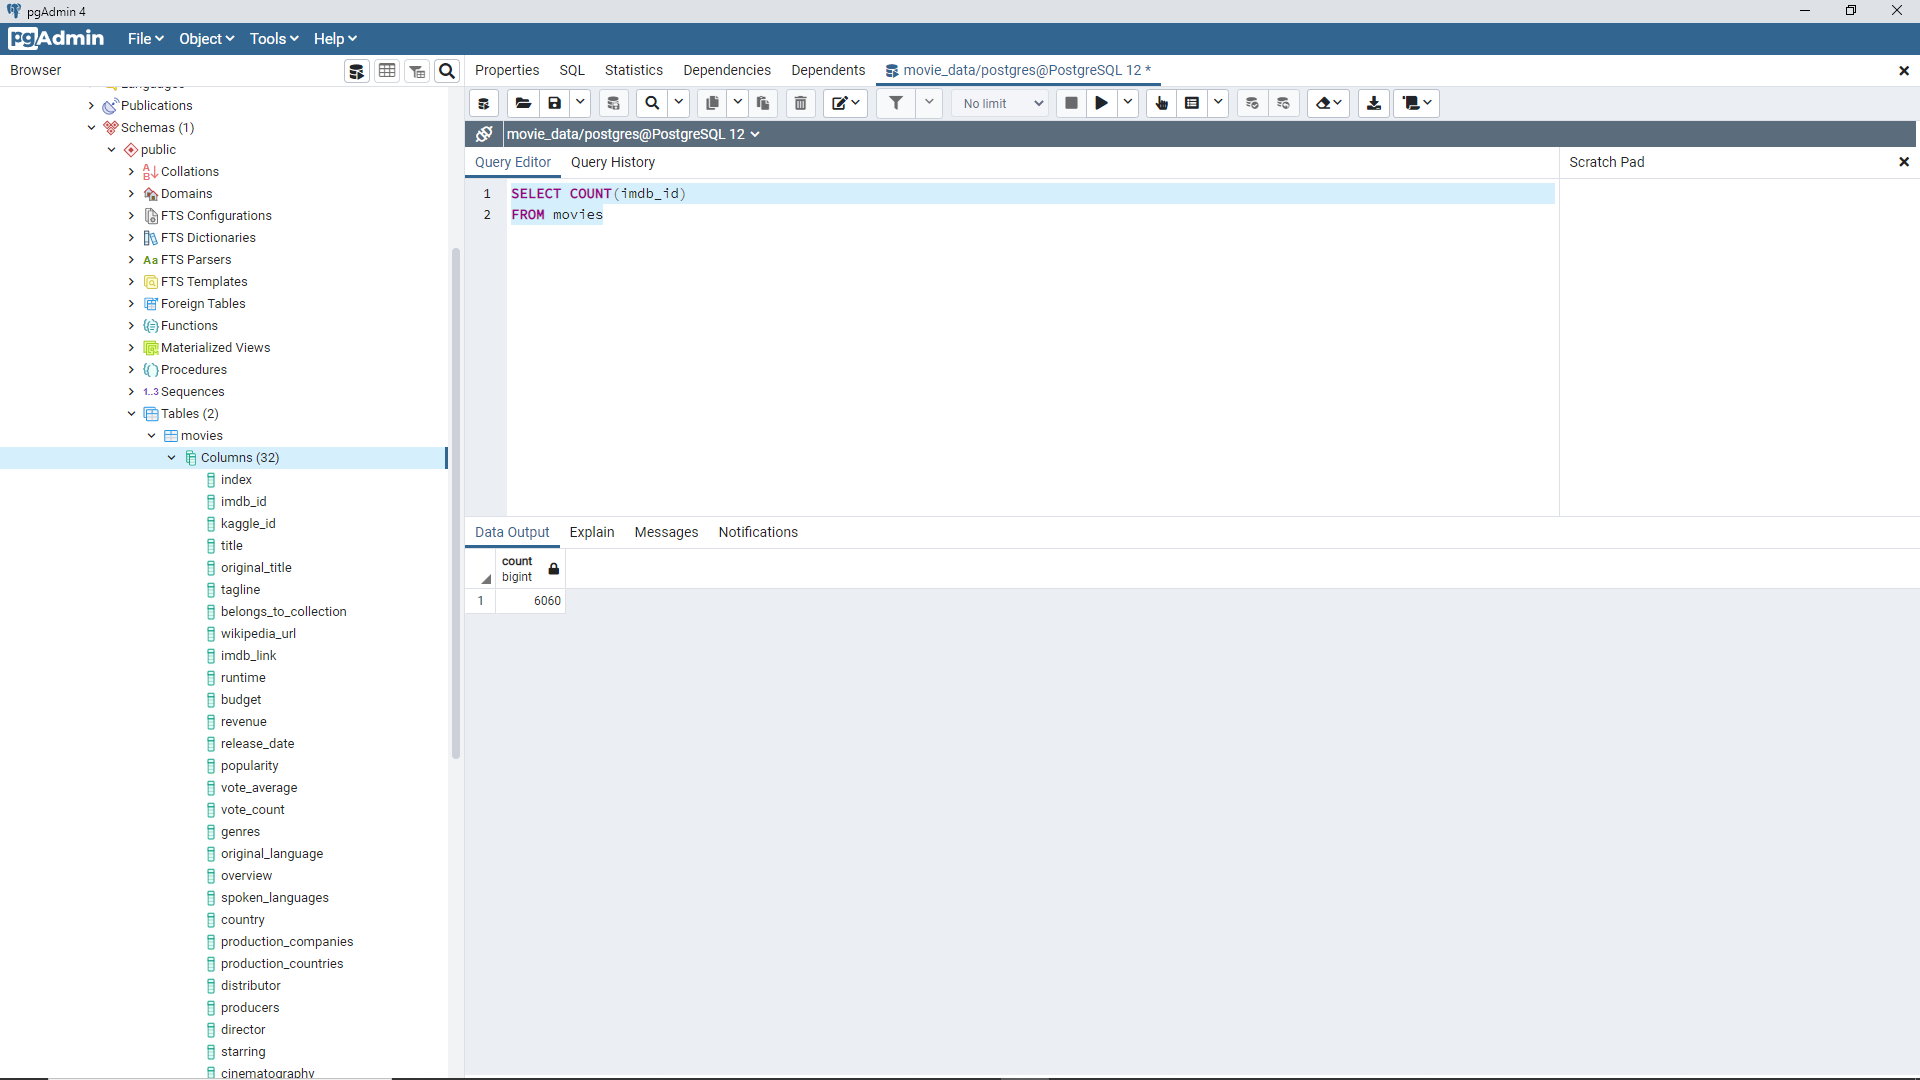 pgAdmin 4
pgAdmin File Object Tools Help
Browser
Properties SQL Statistics Dependencies Dependents movie_data/postgres@PostgreSQL 12 *
No limit
movie_data/postgres@PostgreSQL 12
Query Editor Query History
Scratch Pad
1 SELECT COUNT(imdb_id)
2 FROM movies
Languages
Publications
Schemas (1)
public
Collations
Domains
FTS Configurations
FTS Dictionaries
Aa FTS Parsers
FTS Templates
Foreign Tables
Functions
Materialized Views
Procedures
1..3 Sequences
Tables (2)
movies
Columns (32)
index
imdb_id
kaggle_id
title
original_title
tagline
belongs_to_collection
wikipedia_url
imdb_link
runtime
budget
revenue
release_date
popularity
vote_average
vote_count
genres
original_language
overview
spoken_languages
country
production_companies
production_countries
distributor
producers
director
starring
cinematography
Data Output Explain Messages Notifications
count
bigint
1 6060